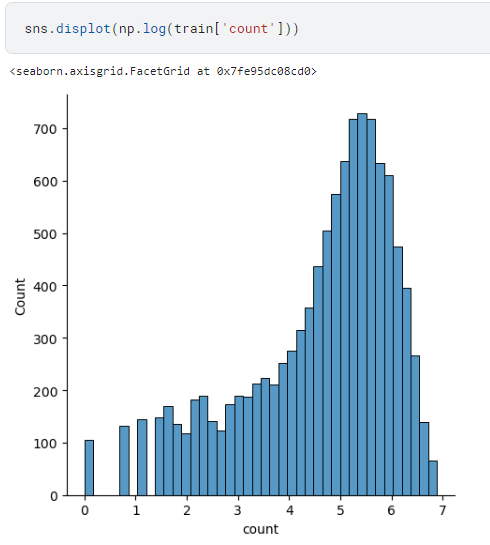 sns.displot(np.log(train['count']))
<seaborn.axisgrid.FacetGrid at 0x7fe95dc08cd0>
700
600
500
400
300
200
100
0
Count
0 1 2 3 4 5 6 7
count